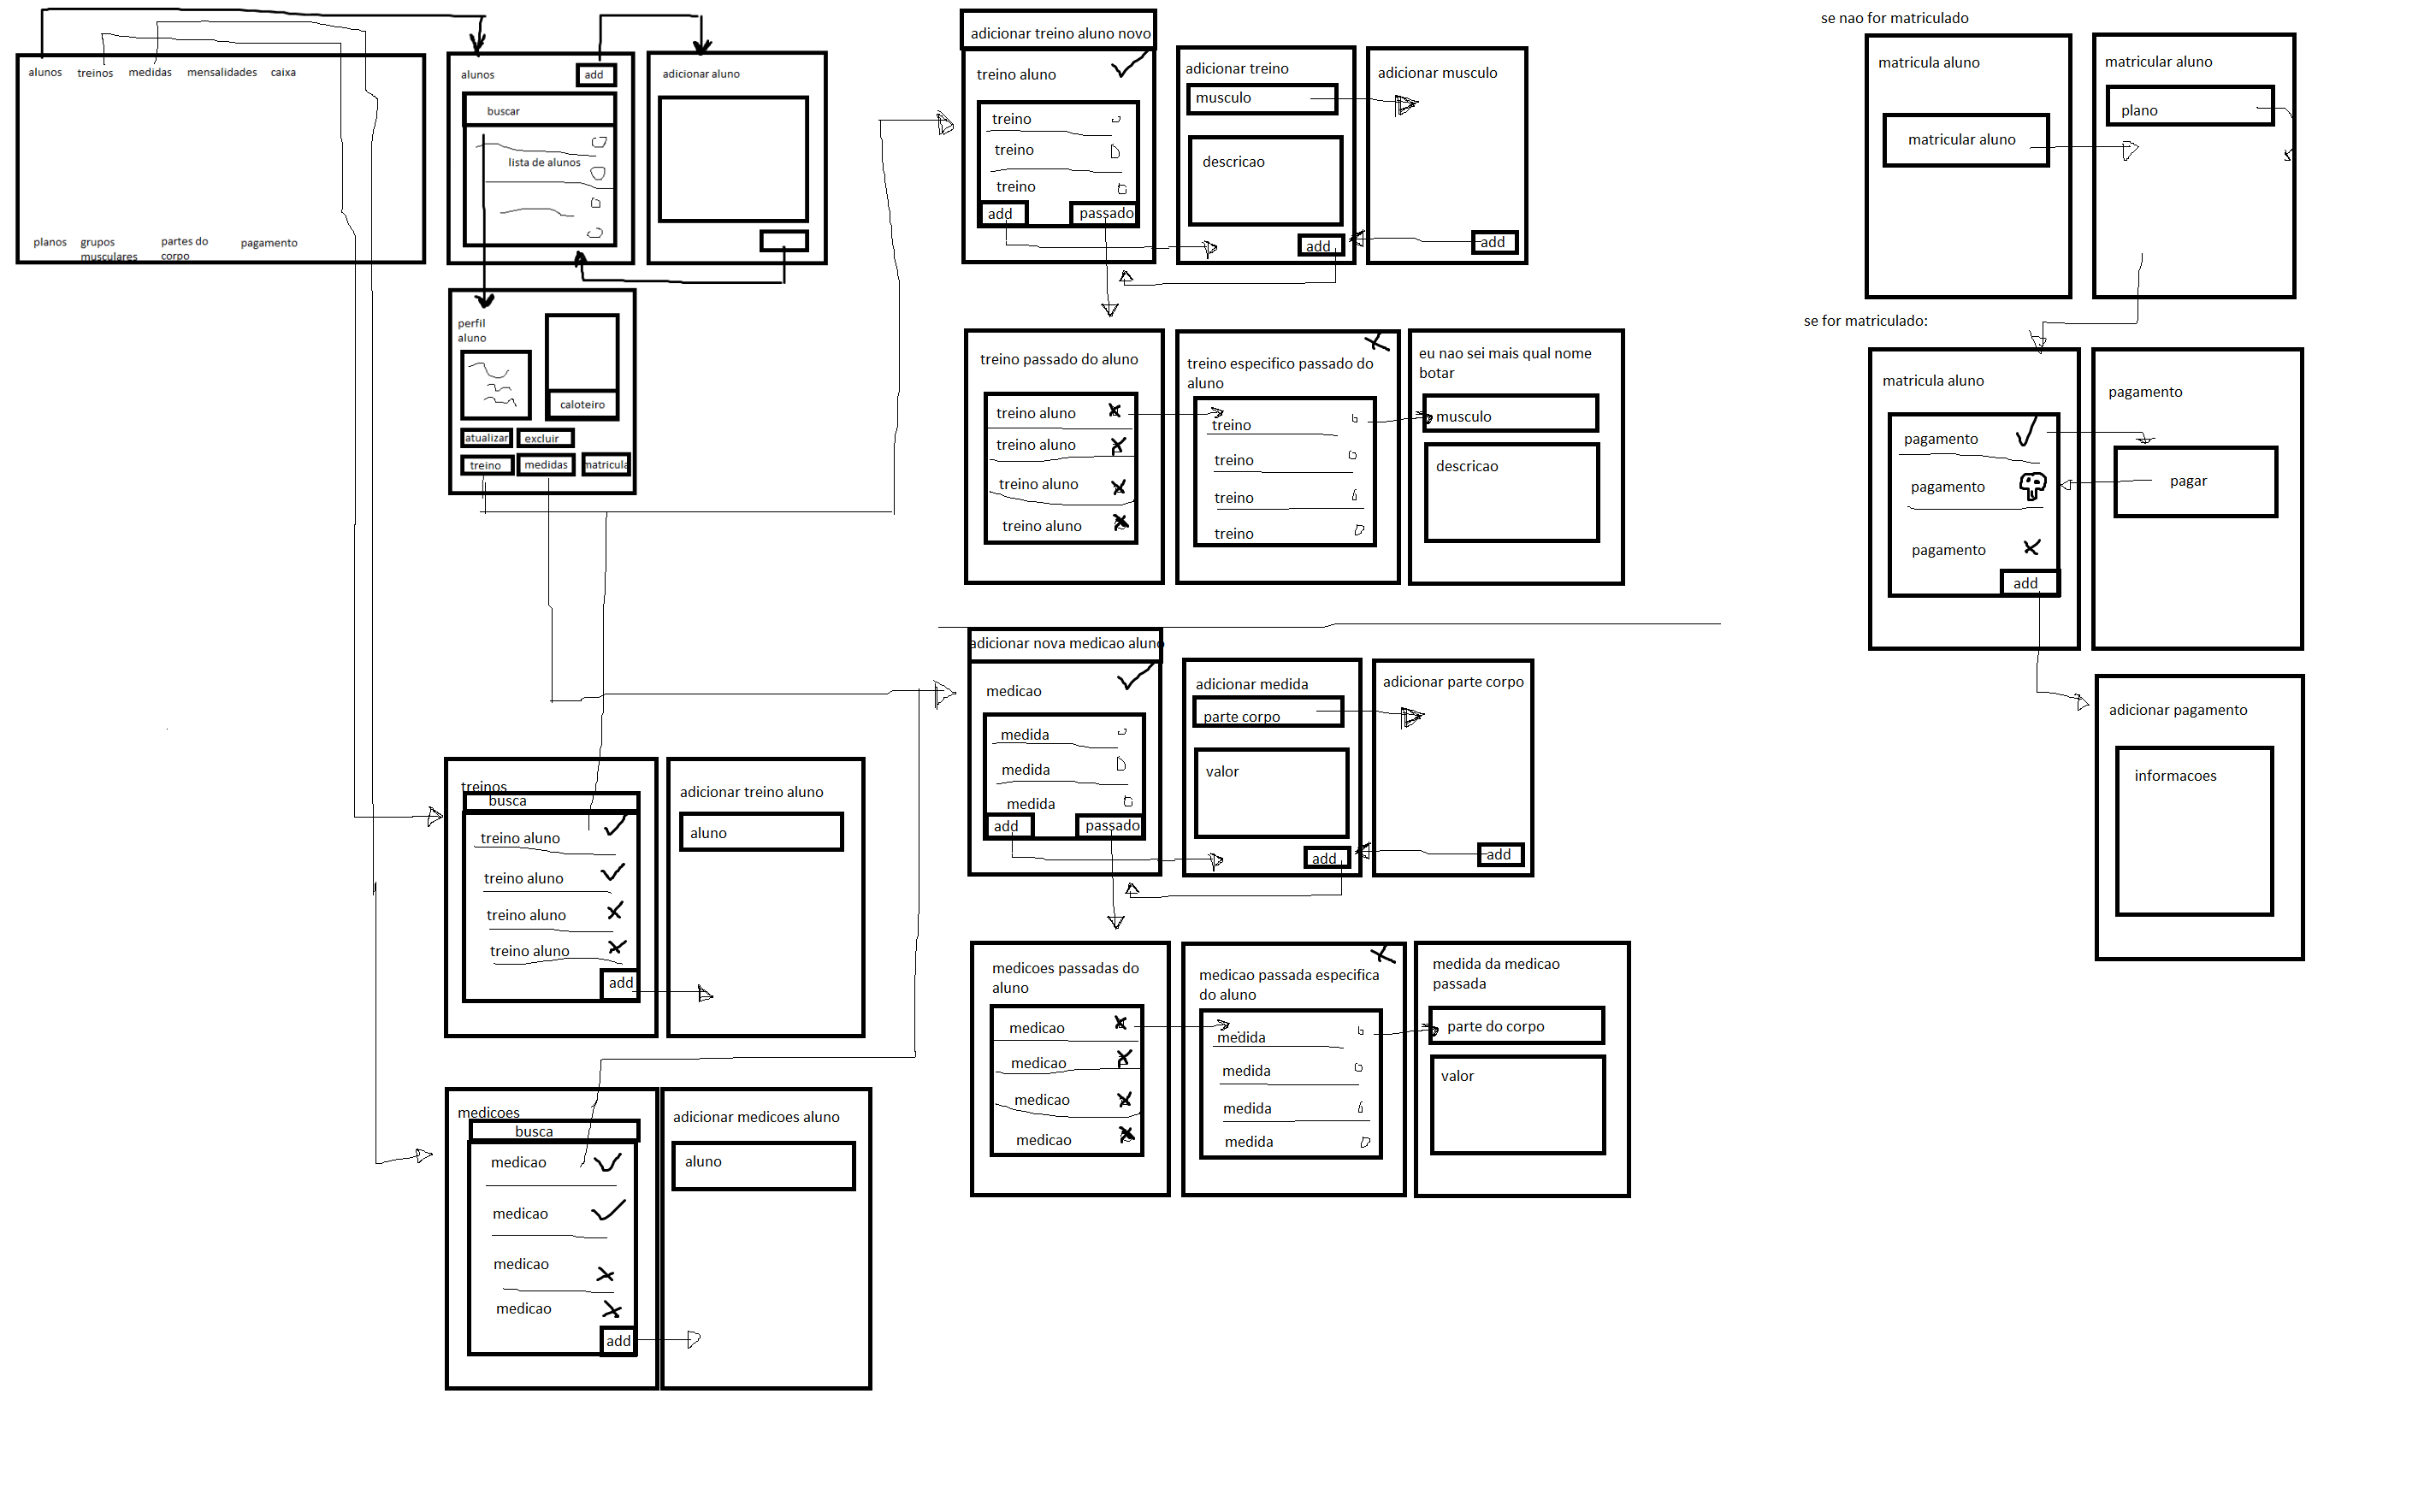 alunos treinos medidas mensalidades caixa
planos grupos musculares partes do corpo pagamento
alunos
add
buscar
lista de alunos
adicionar aluno
perfil
aluno
caloteiro
atualizar excluir
treino medidas matricula
adicionar treino aluno novo
treino aluno
treino
treino
treino
add passado
adicionar treino
musculo
descricao
add
adicionar musculo
add
treino passado do aluno
treino aluno
treino aluno
treino aluno
treino aluno
treino especifico passado do
aluno
treino
treino
treino
treino
eu nao sei mais qual nome
botar
musculo
descricao
adicionar nova medicao aluno
medicao
medida
medida
medida
add passado
adicionar medida
parte corpo
valor
add
adicionar parte corpo
add
medicoes passadas do
aluno
medicao
medicao
medicao
medicao
medicao passada especifica
do aluno
medida
medida
medida
medida
medida da medicao
passada
parte do corpo
valor
treinos
busca
treino aluno
treino aluno
treino aluno
treino aluno
add
adicionar treino aluno
aluno
medicoes
busca
medicao
medicao
medicao
medicao
add
adicionar medicoes aluno
aluno
se nao for matriculado
matricula aluno
matricular aluno
matricular aluno
plano
se for matriculado:
matricula aluno
pagamento
pagamento
pagamento
add
pagamento
pagar
adicionar pagamento
informacoes